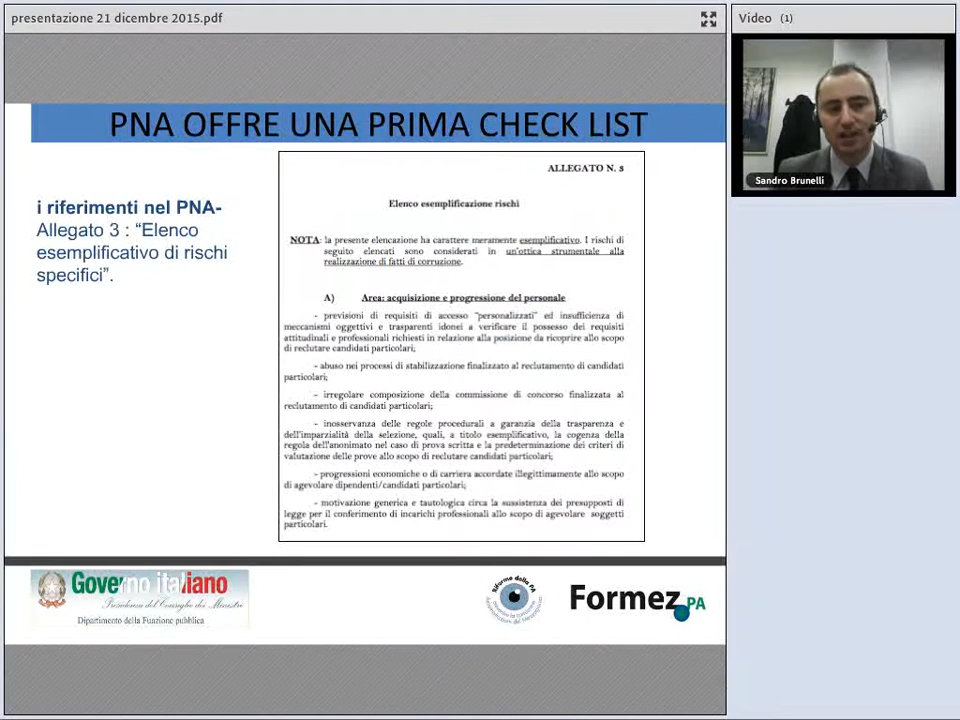 presentazione 21 dicembre 2015.pdf
Video (1)
Sandro Brunelli
PNA OFFRE UNA PRIMA CHECK LIST
i riferimenti nel PNA-
Allegato 3 : “Elenco
esemplificativo di rischi
specifici”.
ALLEGATO N. 3
Elenco esemplificazione rischi
NOTA: la presente elencazione ha carattere meramente esemplificativo. I rischi di
seguito elencati sono considerati in un'ottica strumentale alla
realizzazione di fatti di corruzione.
A) Area: acquisizione e progressione del personale
- previsioni di requisiti di accesso “personalizzati” ed insufficienza di
meccanismi oggettivi e trasparenti idonei a verificare il possesso dei requisiti
attitudinali e professionali richiesti in relazione alla posizione da ricoprire allo scopo
di reclutare candidati particolari;
- abuso nei processi di stabilizzazione finalizzato al reclutamento di candidati
particolari;
- irregolare composizione della commissione di concorso finalizzata al
reclutamento di candidati particolari;
- inosservanza delle regole procedurali a garanzia della trasparenza e
dell'imparzialità della selezione, quali, a titolo esemplificativo, la cogenza della
regola dell'anonimato nel caso di prova scritta e la predeterminazione dei criteri di
valutazione delle prove allo scopo di reclutare candidati particolari;
- progressioni economiche o di carriera accordate illegittimamente allo scopo
di agevolare dipendenti/candidati particolari;
- motivazione generica e tautologica circa la sussistenza dei presupposti di
legge per il conferimento di incarichi professionali allo scopo di agevolare soggetti
particolari.
Governo italiano
Presidenza del Consiglio dei Ministri
Dipartimento della Funzione pubblica
Riforma della PA
Formez PA